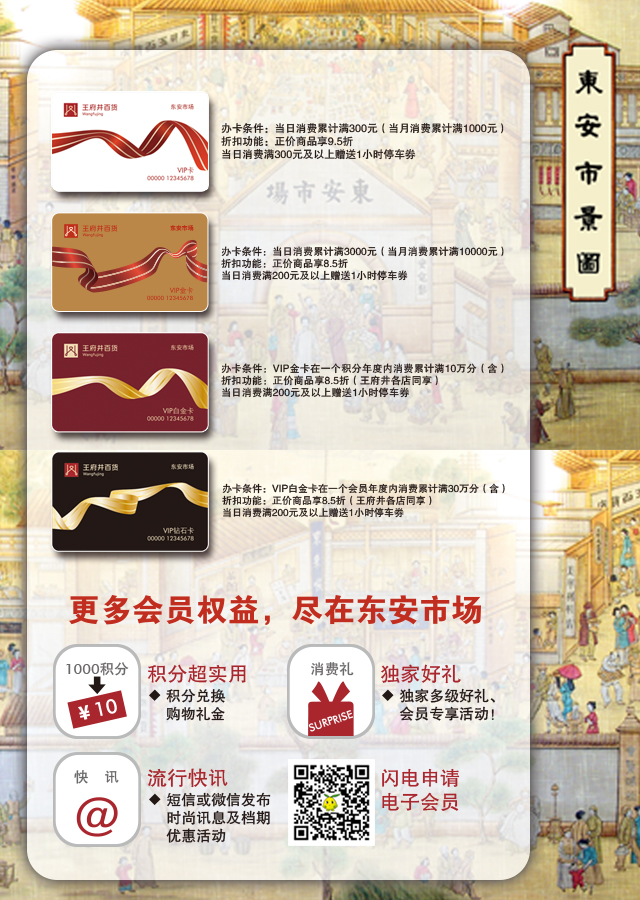 東安市景圖
王府井百货
Wangfujing
东安市场
VIP卡
00000 12345678
办卡条件：当日消费累计满300元（当月消费累计满1000元）
折扣功能：正价商品享9.5折
当日消费满300元及以上赠送1小时停车券
東安市場
王府井百货
Wangfujing
东安市场
VIP金卡
00000 12345678
办卡条件：当日消费累计满3000元（当月消费累计满10000元）
折扣功能：正价商品享8.5折
当日消费满200元及以上赠送1小时停车券
王府井百货
Wangfujing
东安市场
VIP白金卡
00000 12345678
办卡条件：VIP金卡在一个积分年度内消费累计满10万分（含）
折扣功能：正价商品享8.5折（王府井各店同享）
当日消费满200元及以上赠送1小时停车券
王府井百货
Wangfujing
东安市场
VIP钻石卡
00000 12345678
办卡条件：VIP白金卡在一个会员年度内消费累计满30万分（含）
折扣功能：正价商品享8.5折（王府井各店同享）
当日消费满200元及以上赠送1小时停车券
更多会员权益，尽在东安市场
1000积分
¥10
积分超实用
◆ 积分兑换
购物礼金
消费礼
SURPRISE
独家好礼
◆ 独家多级好礼、
会员专享活动！
快 讯
@
流行快讯
◆ 短信或微信发布
时尚讯息及档期
优惠活动
闪电申请
电子会员